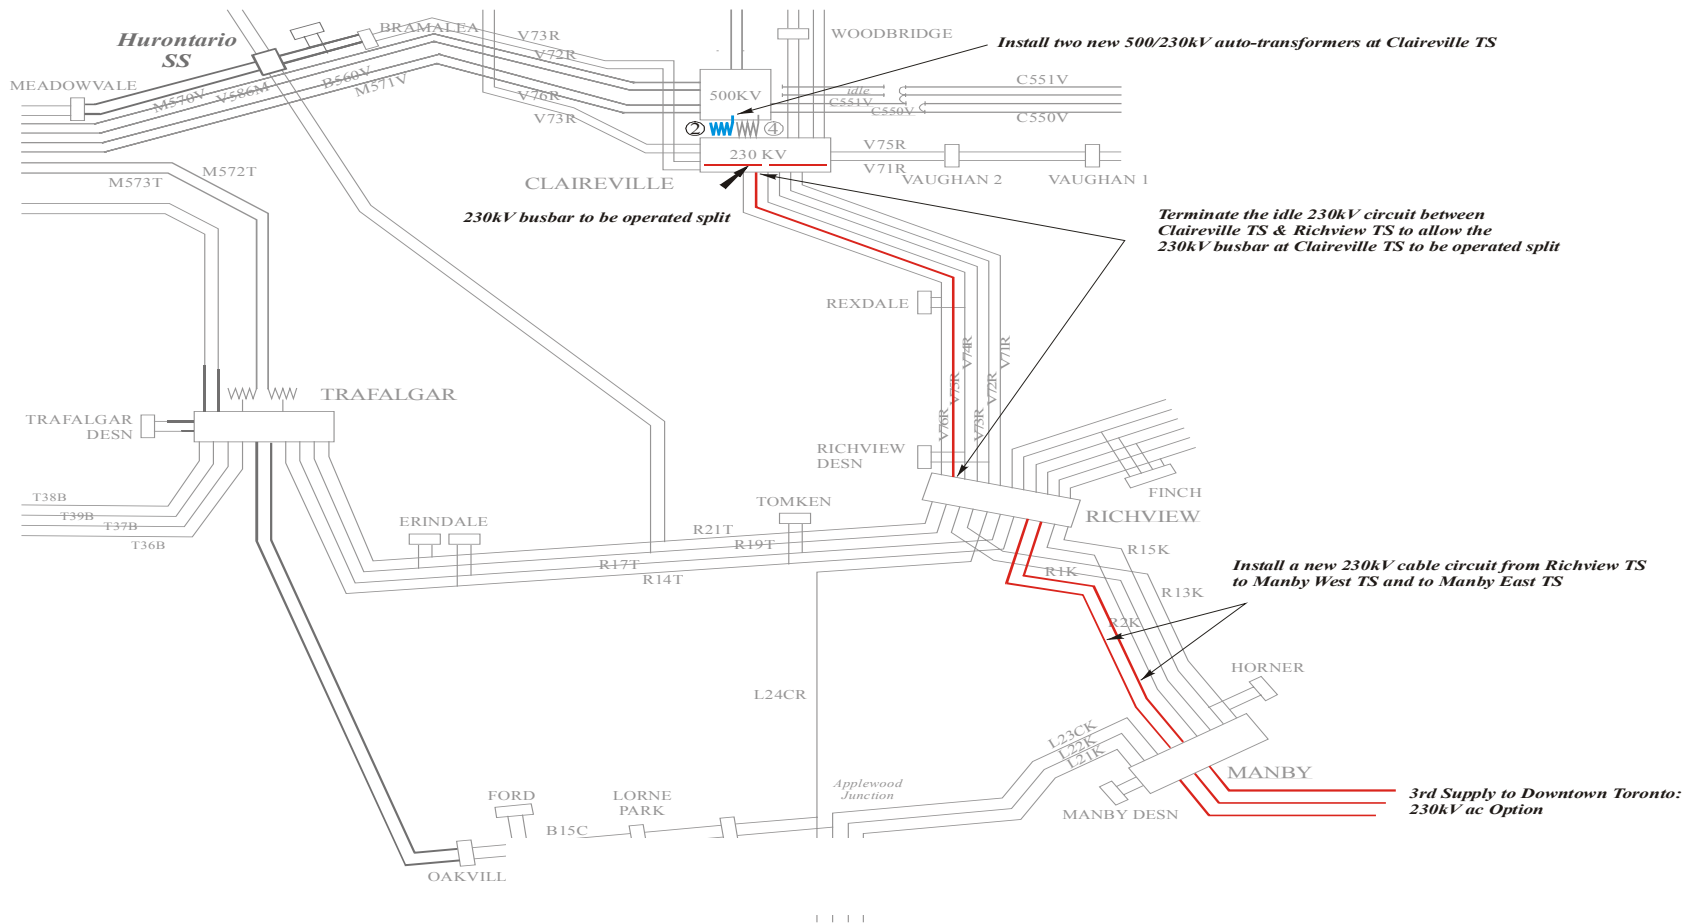 Hurontario
SS
BRAMALEA
MEADOWVALE
M570V
V586M
B560V
M571V
V73R
V72R
V76R
V73R
WOODBRIDGE
Install two new 500/230kV auto-transformers at Claireville TS
500KV
idle
C551V
C550V
C551V
C550V
②
④
230 KV
V75R
V71R
VAUGHAN 2
VAUGHAN 1
CLAIREVILLE
230kV busbar to be operated split
Terminate the idle 230kV circuit between
Claireville TS & Richview TS to allow the
230kV busbar at Claireville TS to be operated split
M572T
M573T
REXDALE
V76R
V75R
V74R
V73R
V72R
V71R
TRAFALGAR
TRAFALGAR
DESN
RICHVIEW
DESN
FINCH
RICHVIEW
T38B
T39B
T37B
T36B
ERINDALE
TOMKEN
R21T
R19T
R17T
R14T
R15K
R1K
R13K
R2K
Install a new 230kV cable circuit from Richview TS
to Manby West TS and to Manby East TS
HORNER
L24CR
L23CK
L22K
L21K
Applewood
Junction
MANBY
MANBY DESN
3rd Supply to Downtown Toronto:
230kV ac Option
FORD
LORNE
PARK
B15C
OAKVILL